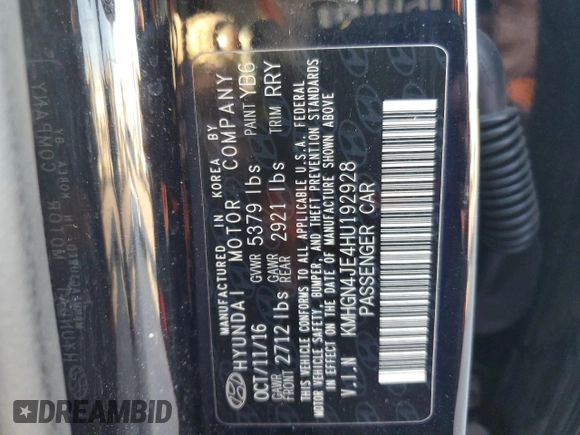 MANUFACTURED IN KOREA BY
HYUNDAI MOTOR COMPANY
OCT/11/16 GVWR 5379 lbs PAINT YB6
GAWR FRONT 2712 lbs GAWR REAR 2921 lbs TRIM RRY
THIS VEHICLE CONFORMS TO ALL APPLICABLE U.S.A. FEDERAL
MOTOR VEHICLE SAFETY, BUMPER, AND THEFT PREVENTION STANDARDS
IN EFFECT ON THE DATE OF MANUFACTURE SHOWN ABOVE
V.I.N KMHGN4JE4HU192928
PASSENGER CAR
DREAMBID